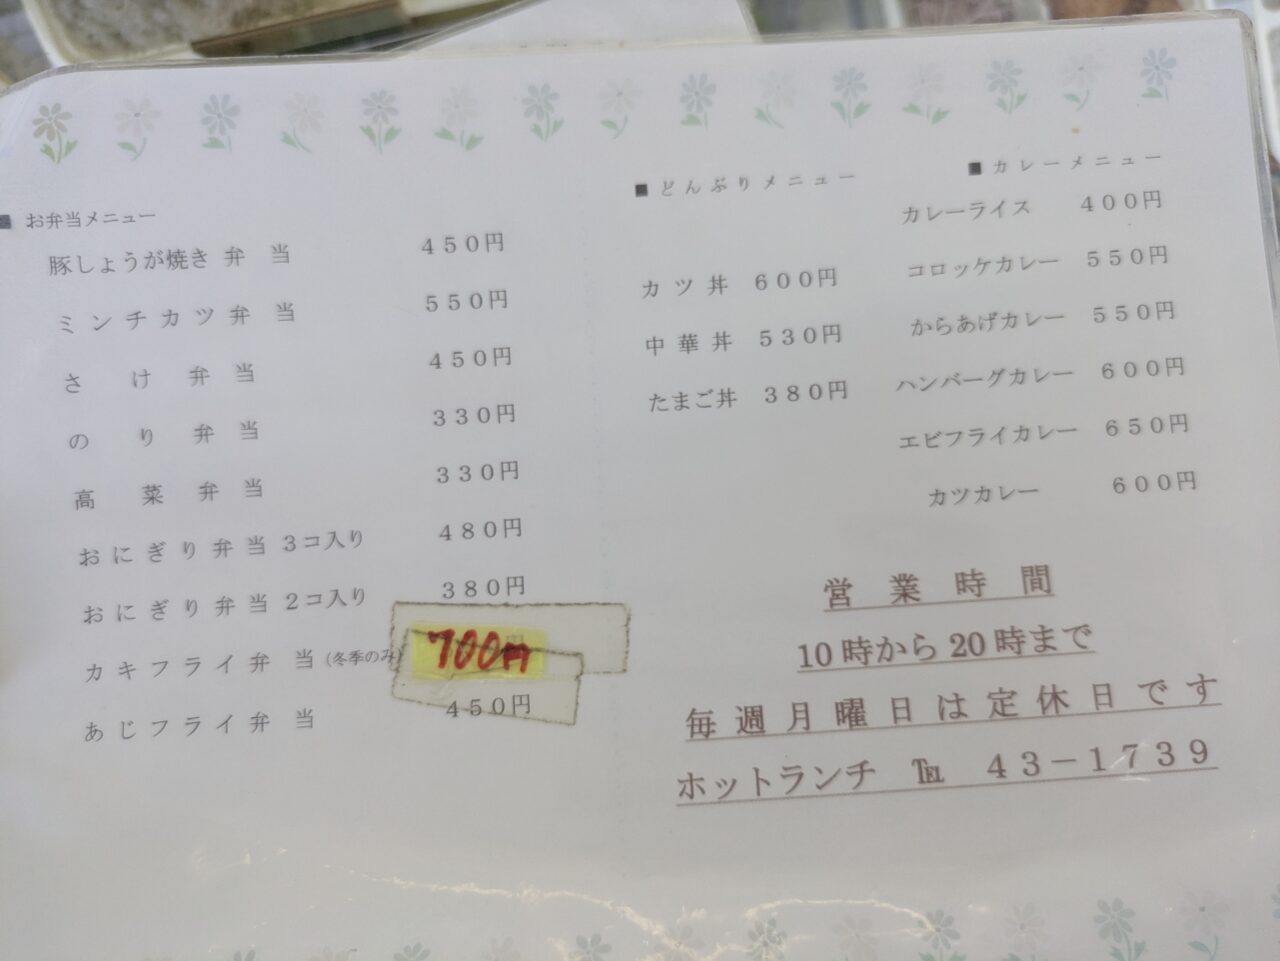 ■ お弁当メニュー
豚しょうが焼き弁当 450円
ミンチカツ弁当 550円
さけ弁当 450円
のり弁当 330円
高菜弁当 330円
おにぎり弁当3コ入り 480円
おにぎり弁当2コ入り 380円
カキフライ弁当(冬季のみ) 700円
あじフライ弁当 450円
■ どんぶりメニュー
カツ丼 600円
中華丼 530円
たまご丼 380円
■ カレーメニュー
カレーライス 400円
コロッケカレー 550円
からあげカレー 550円
ハンバーグカレー 600円
エビフライカレー 650円
カツカレー 600円
営業時間
10時から20時まで
毎週月曜日は定休日です
ホットランチ ℡ 43-1739